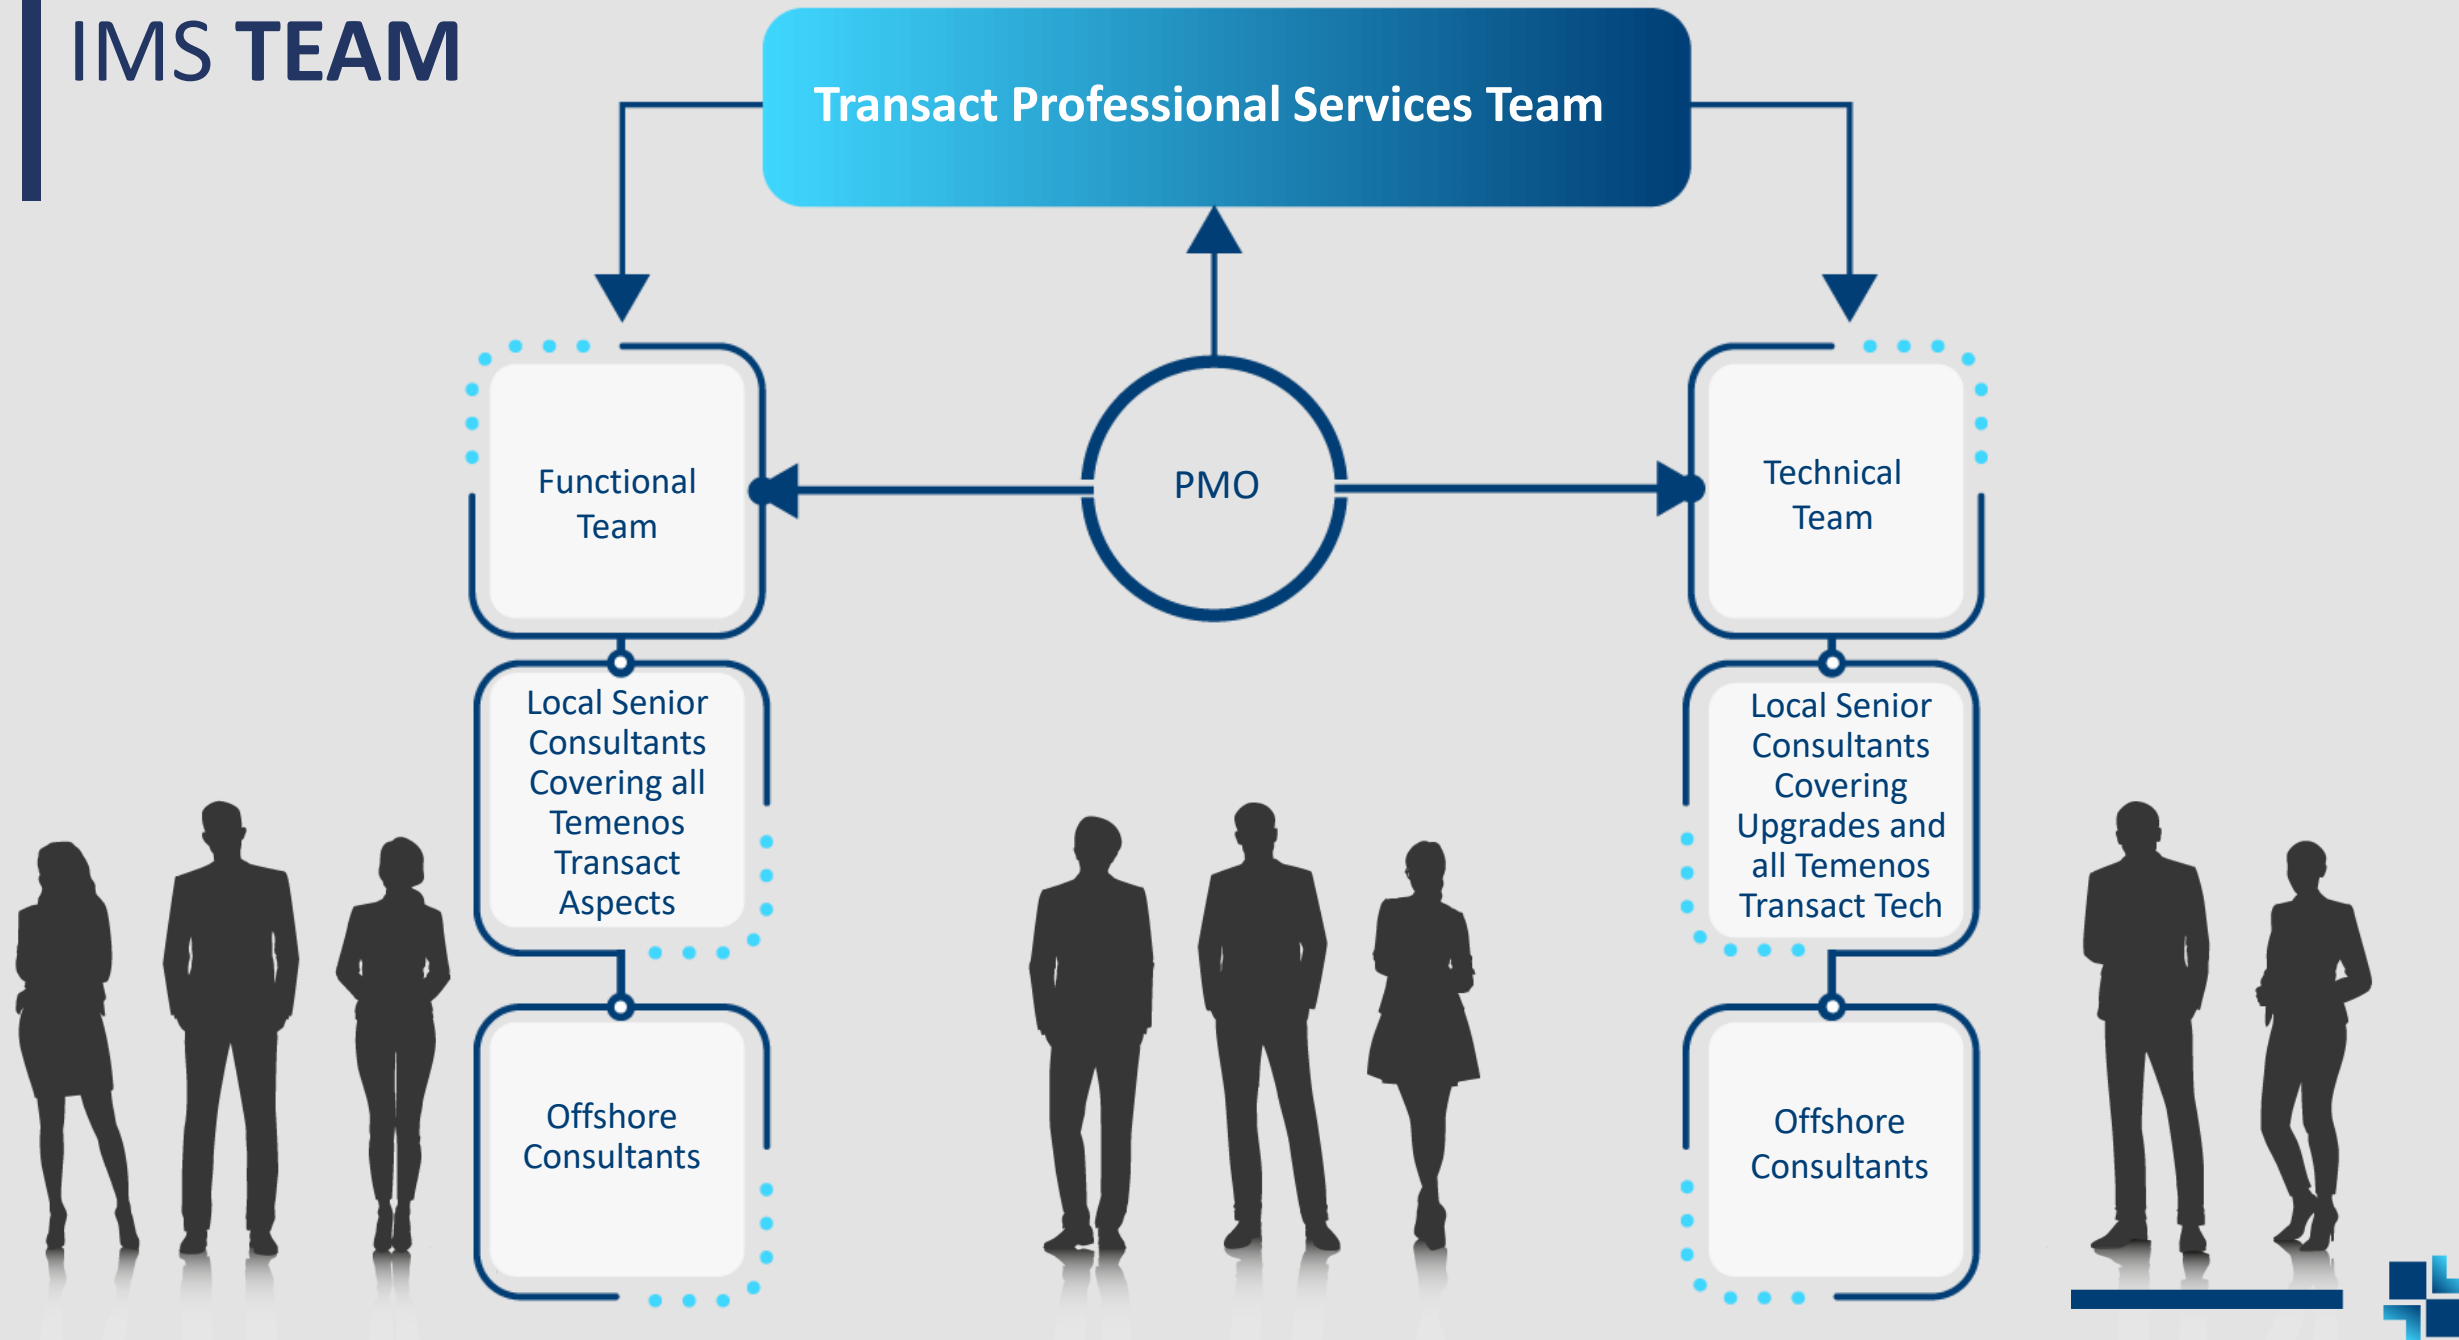 IMS TEAM
Transact Professional Services Team
Functional
Team
PMO
Technical
Team
Local Senior
Consultants
Covering all
Temenos
Transact
Aspects
Local Senior
Consultants
Covering
Upgrades and
all Temenos
Transact Tech
Offshore
Consultants
Offshore
Consultants